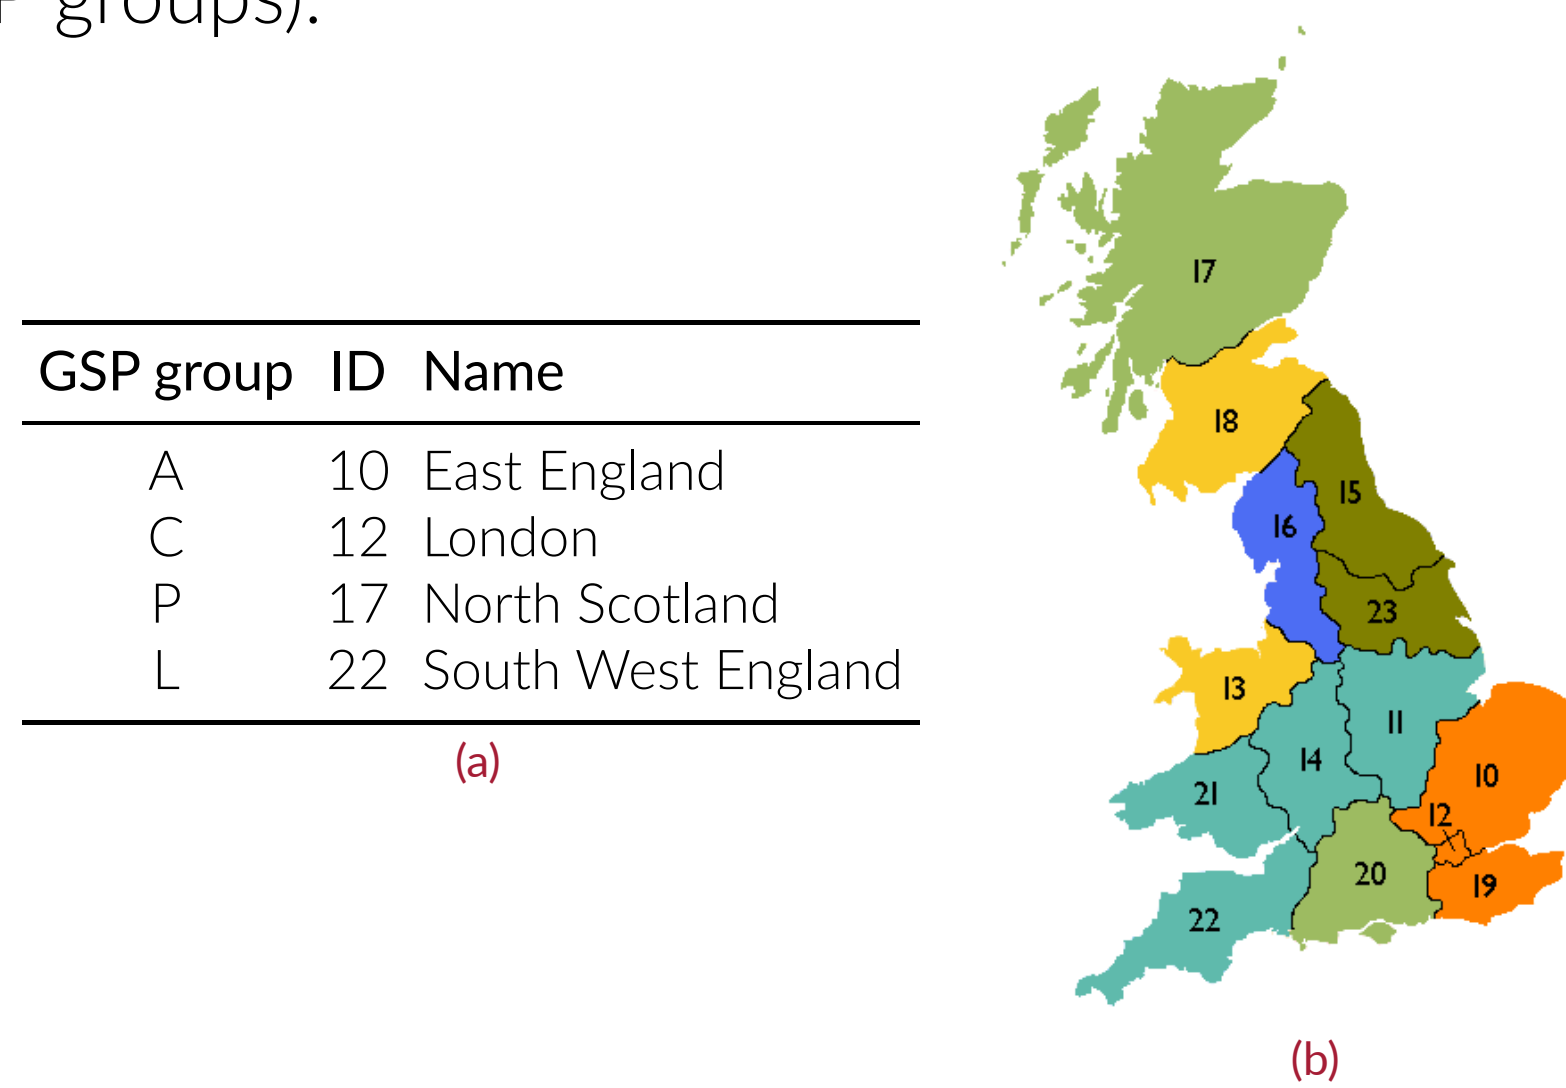 P groups).
GSP group ID Name
A 10 East England
C 12 London
P 17 North Scotland
L 22 South West England
(a)
17
18
15
16
23
13
11
14
10
21
12
20
19
22
(b)